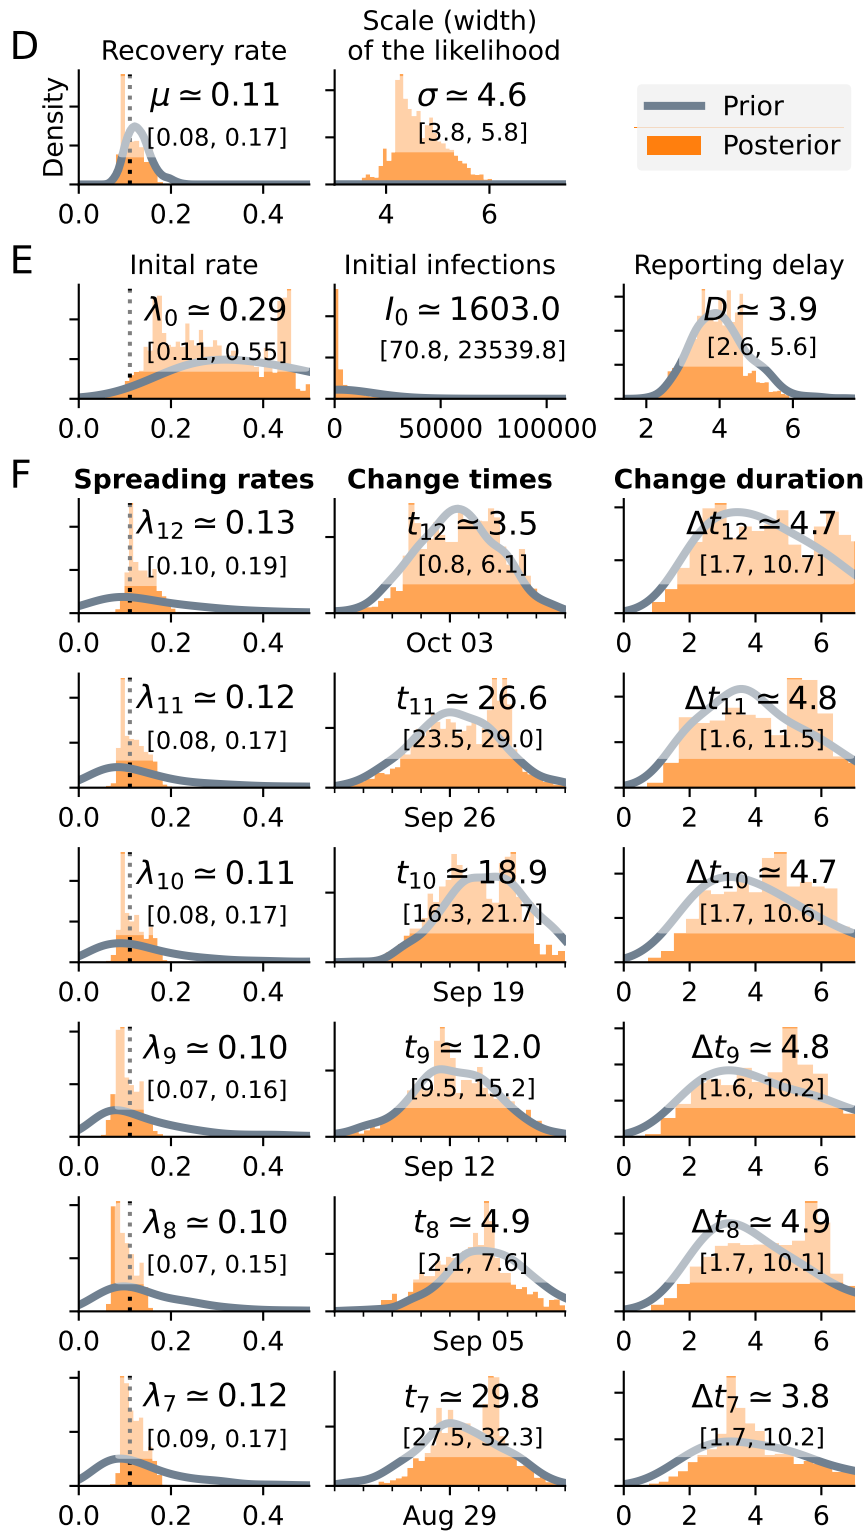 D
Recovery rate
Scale (width)
of the likelihood
Density
μ ≃ 0.11
[0.08, 0.17]
0.0 0.2 0.4
σ ≃ 4.6
[3.8, 5.8]
4 6
Prior
Posterior
E
Inital rate
λ0 ≃ 0.29
[0.11, 0.55]
0.0 0.2 0.4
Initial infections
I0 ≃ 1603.0
[70.8, 23539.8]
0 50000 100000
Reporting delay
D ≃ 3.9
[2.6, 5.6]
2 4 6
F
Spreading rates
Change times
Change duration
λ12 ≃ 0.13
[0.10, 0.19]
0.0 0.2 0.4
t12 ≃ 3.5
[0.8, 6.1]
Oct 03
Δt12 ≃ 4.7
[1.7, 10.7]
0 2 4 6
λ11 ≃ 0.12
[0.08, 0.17]
0.0 0.2 0.4
t11 ≃ 26.6
[23.5, 29.0]
Sep 26
Δt11 ≃ 4.8
[1.6, 11.5]
0 2 4 6
λ10 ≃ 0.11
[0.08, 0.17]
0.0 0.2 0.4
t10 ≃ 18.9
[16.3, 21.7]
Sep 19
Δt10 ≃ 4.7
[1.7, 10.6]
0 2 4 6
λ9 ≃ 0.10
[0.07, 0.16]
0.0 0.2 0.4
t9 ≃ 12.0
[9.5, 15.2]
Sep 12
Δt9 ≃ 4.8
[1.6, 10.2]
0 2 4 6
λ8 ≃ 0.10
[0.07, 0.15]
0.0 0.2 0.4
t8 ≃ 4.9
[2.1, 7.6]
Sep 05
Δt8 ≃ 4.9
[1.7, 10.1]
0 2 4 6
λ7 ≃ 0.12
[0.09, 0.17]
0.0 0.2 0.4
t7 ≃ 29.8
[27.5, 32.3]
Aug 29
Δt7 ≃ 3.8
[1.7, 10.2]
0 2 4 6